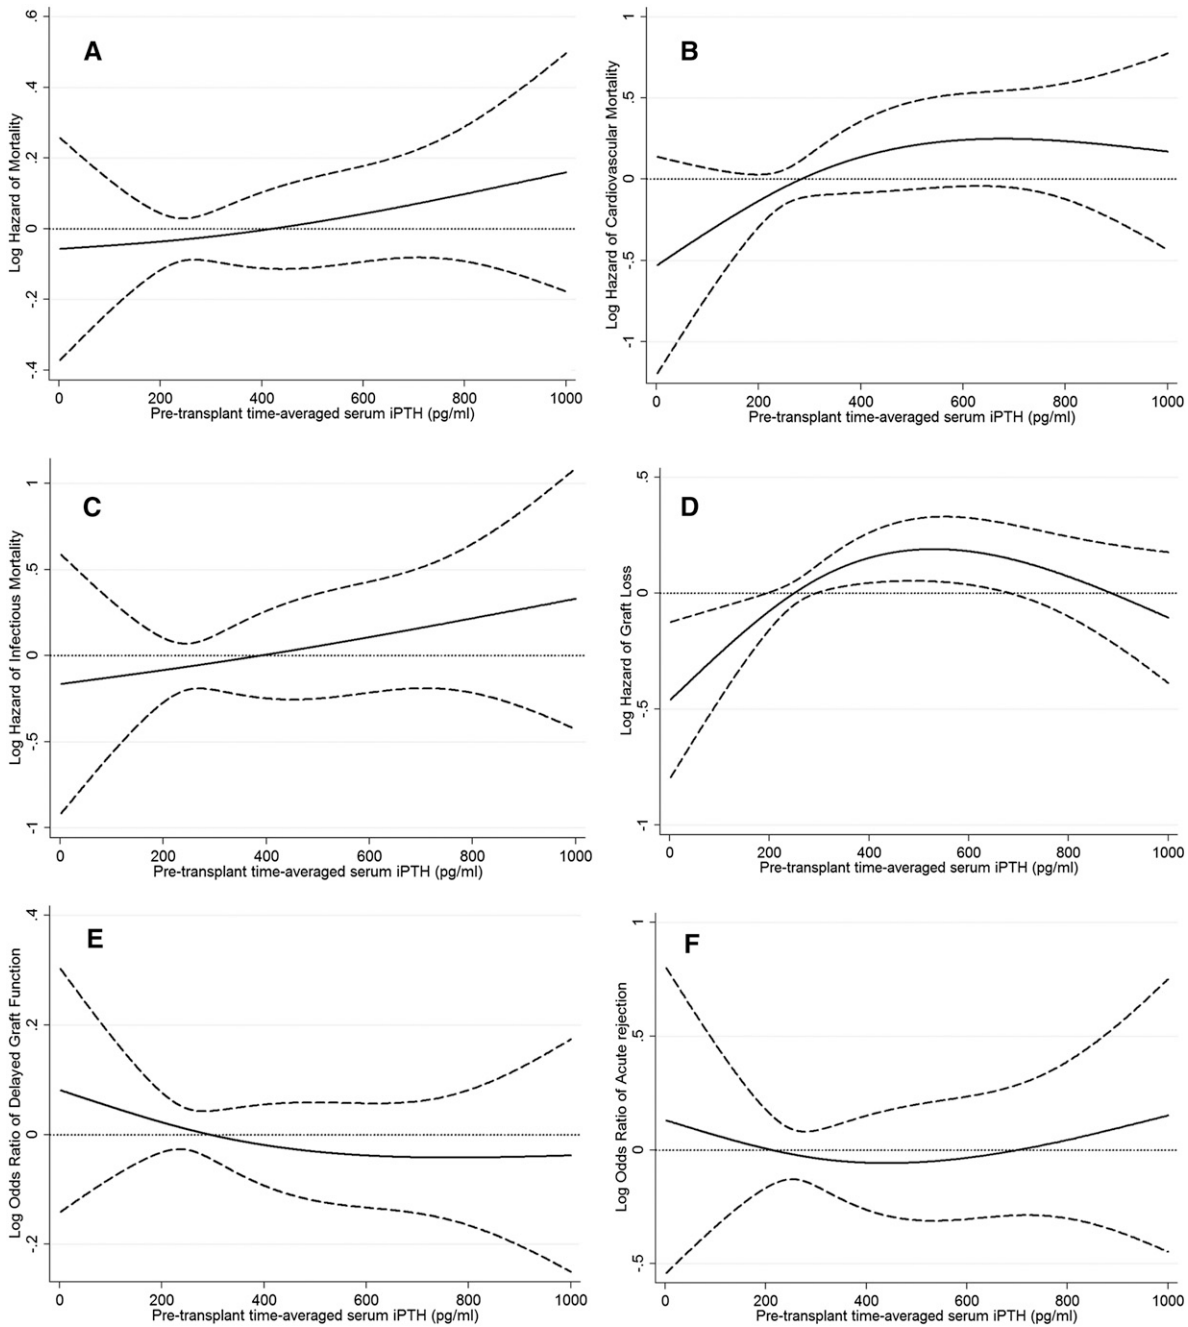 A
Log Hazard of Mortality
.6
.4
.2
0
-.2
-.4
0 200 400 600 800 1000
Pre-transplant time-averaged serum iPTH (pg/ml)
B
Log Hazard of Cardiovascular Mortality
1
.5
0
-.5
-1
0 200 400 600 800 1000
Pre-transplant time-averaged serum iPTH (pg/ml)
C
Log Hazard of Infectious Mortality
1
.5
0
-.5
-1
0 200 400 600 800 1000
Pre-transplant time-averaged serum iPTH (pg/ml)
D
Log Hazard of Graft Loss
.5
0
-.5
-1
0 200 400 600 800 1000
Pre-transplant time-averaged serum iPTH (pg/ml)
E
Log Odds Ratio of Delayed Graft Function
.4
.2
0
-.2
0 200 400 600 800 1000
Pre-transplant time-averaged serum iPTH (pg/ml)
F
Log Odds Ratio of Acute rejection
1
.5
0
-.5
0 200 400 600 800 1000
Pre-transplant time-averaged serum iPTH (pg/ml)